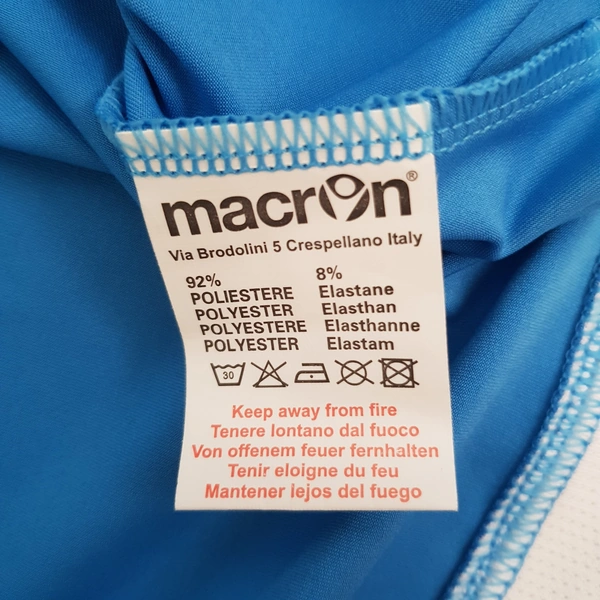 macron®
Via Brodolini 5 Crespellano Italy
92% 8%
POLIESTERE Elastane
POLYESTER Elasthan
POLYESTERE Elasthanne
POLYESTER Elastam
30
Keep away from fire
Tenere lontano dal fuoco
Von offenem feuer fernhalten
Tenir eloigne du feu
Mantener lejos del fuego